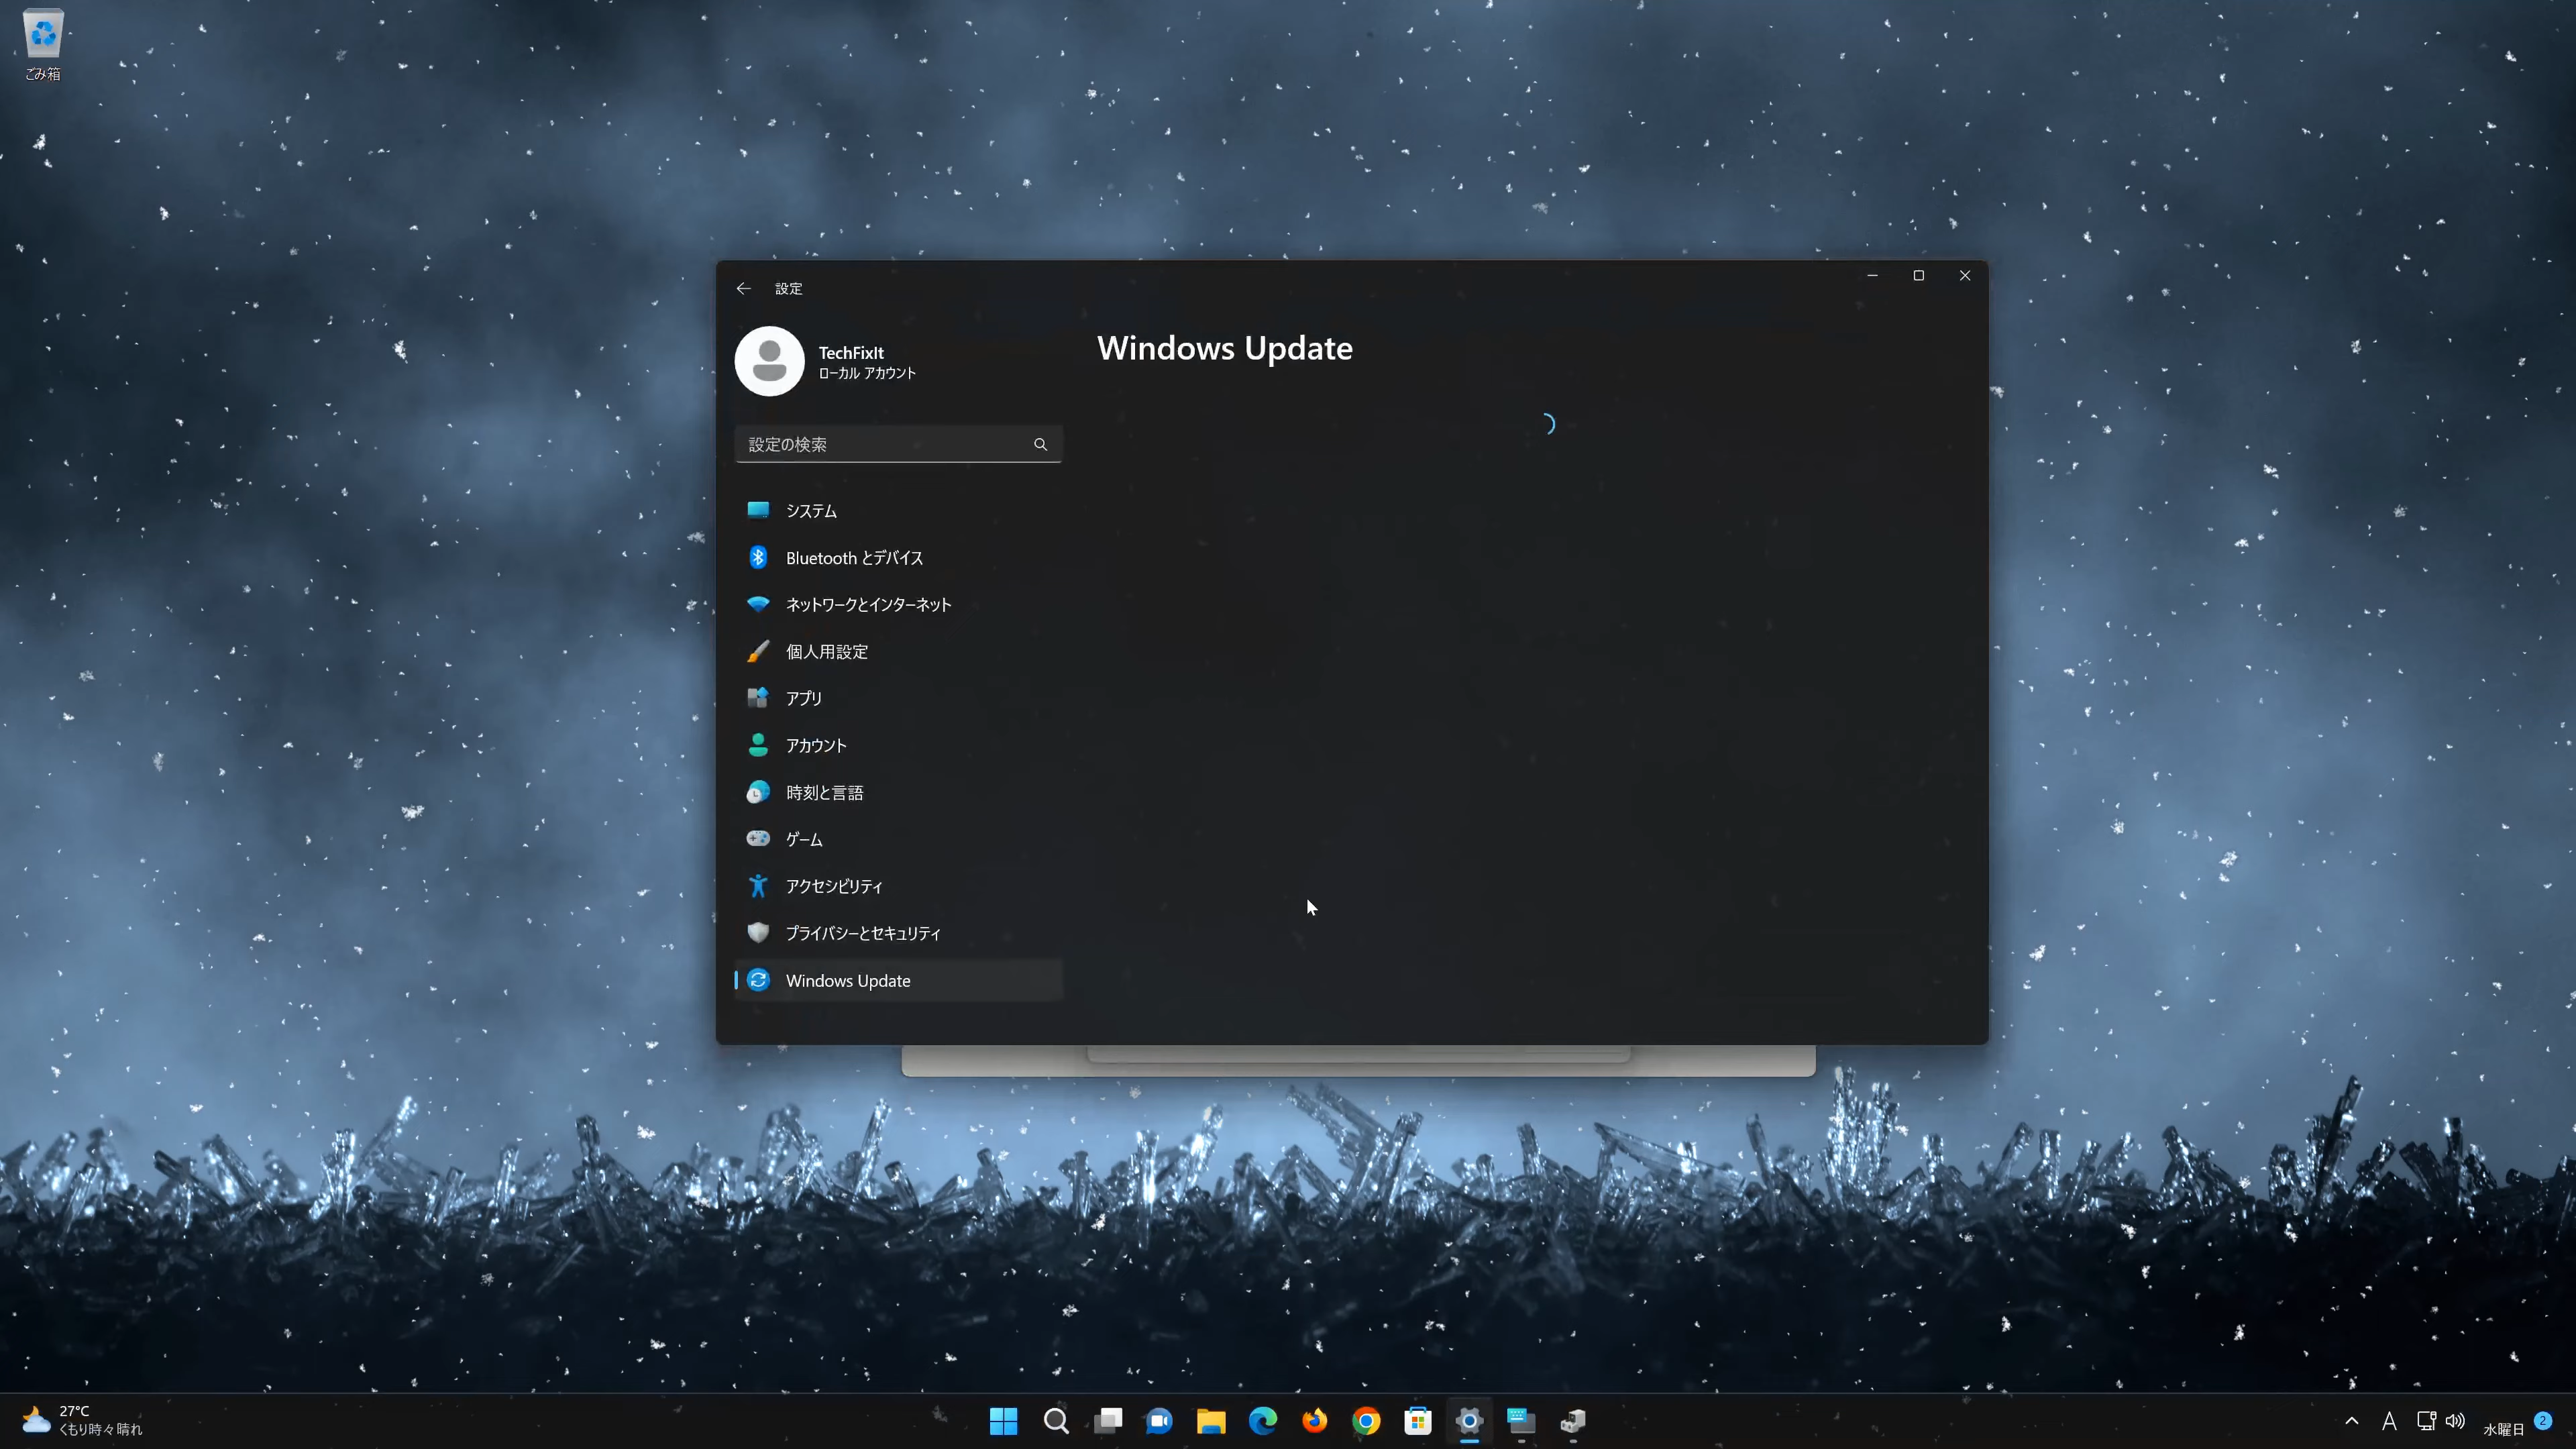 ごみ箱
設定
TechFixIt
ローカル アカウント
設定の検索
システム
Bluetooth とデバイス
ネットワークとインターネット
個人用設定
アプリ
アカウント
時刻と言語
ゲーム
アクセシビリティ
プライバシーとセキュリティ
Windows Update
Windows Update
27°C
くもり時々晴れ
A
水曜日
2